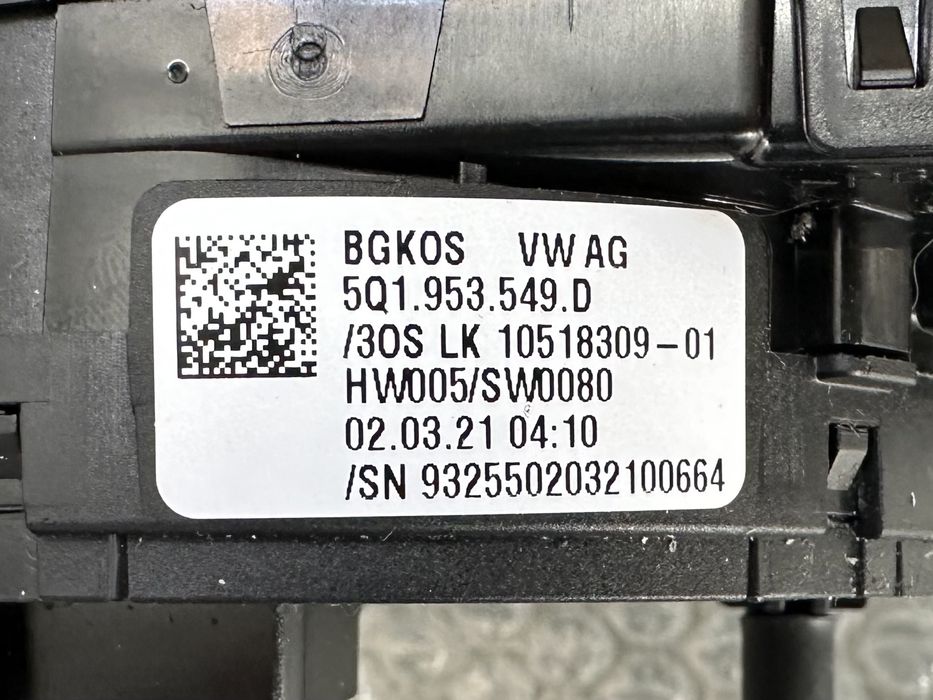 BGKOS VW AG
5Q1.953.549.D
/3OS LK 10518309-01
HW005/SW0080
02.03.21 04:10
/SN 9325502032100664